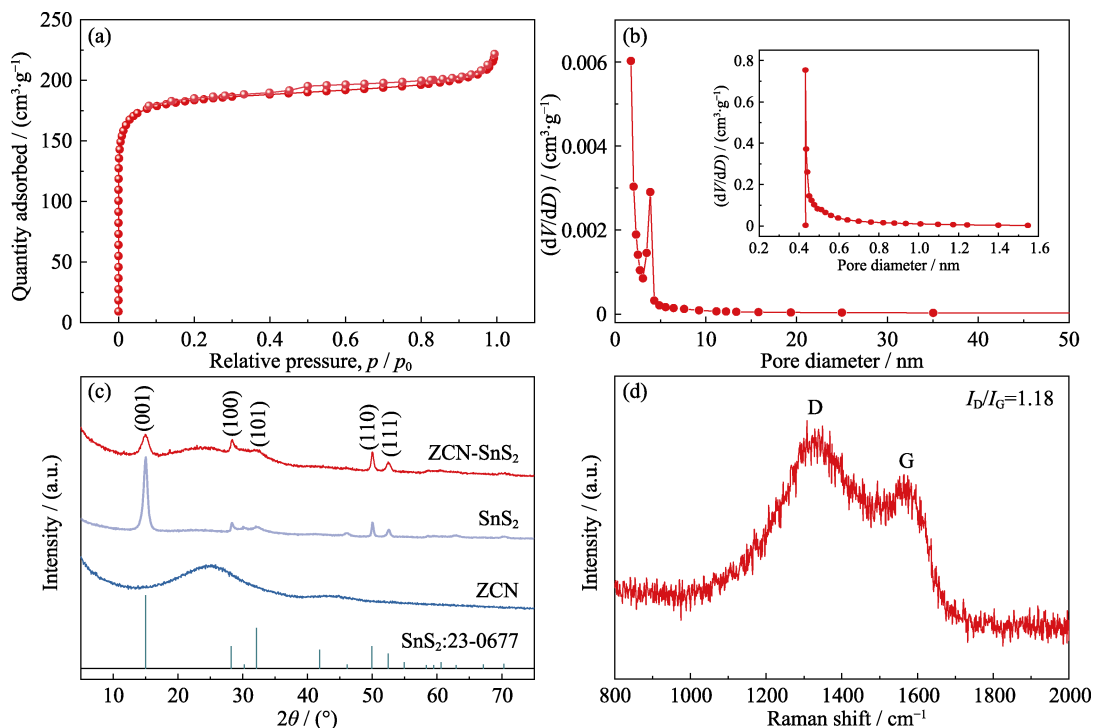 (a)
Quantity adsorbed / (cm³·g⁻¹)
250
200
150
100
50
0
0
0.2
0.4
0.6
0.8
1.0
Relative pressure, p / p₀
(b)
(dV/dD) / (cm³·g⁻¹)
0.006
0.004
0.002
0
0
10
20
30
40
50
Pore diameter / nm
(dV/dD) / (cm³·g⁻¹)
0.8
0.6
0.4
0.2
0
0.2
0.4
0.6
0.8
1.0
1.2
1.4
1.6
Pore diameter / nm
(c)
Intensity / (a.u.)
(001)
(100)
(101)
(110)
(111)
ZCN-SnS₂
SnS₂
ZCN
SnS₂:23-0677
10
20
30
40
50
60
70
2θ / (°)
(d)
I_D/I_G=1.18
D
G
Intensity / (a.u.)
800
1000
1200
1400
1600
1800
2000
Raman shift / cm⁻¹